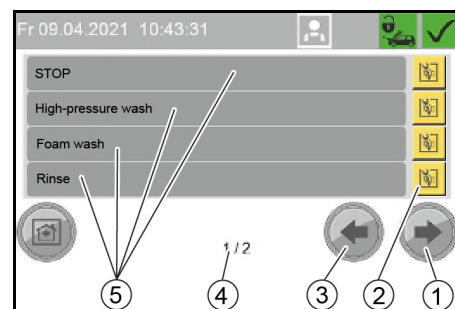 Fr 09.04.2021 10:43:31
STOP
High-pressure wash
Foam wash
Rinse
1 / 2
5 4 3 2 1